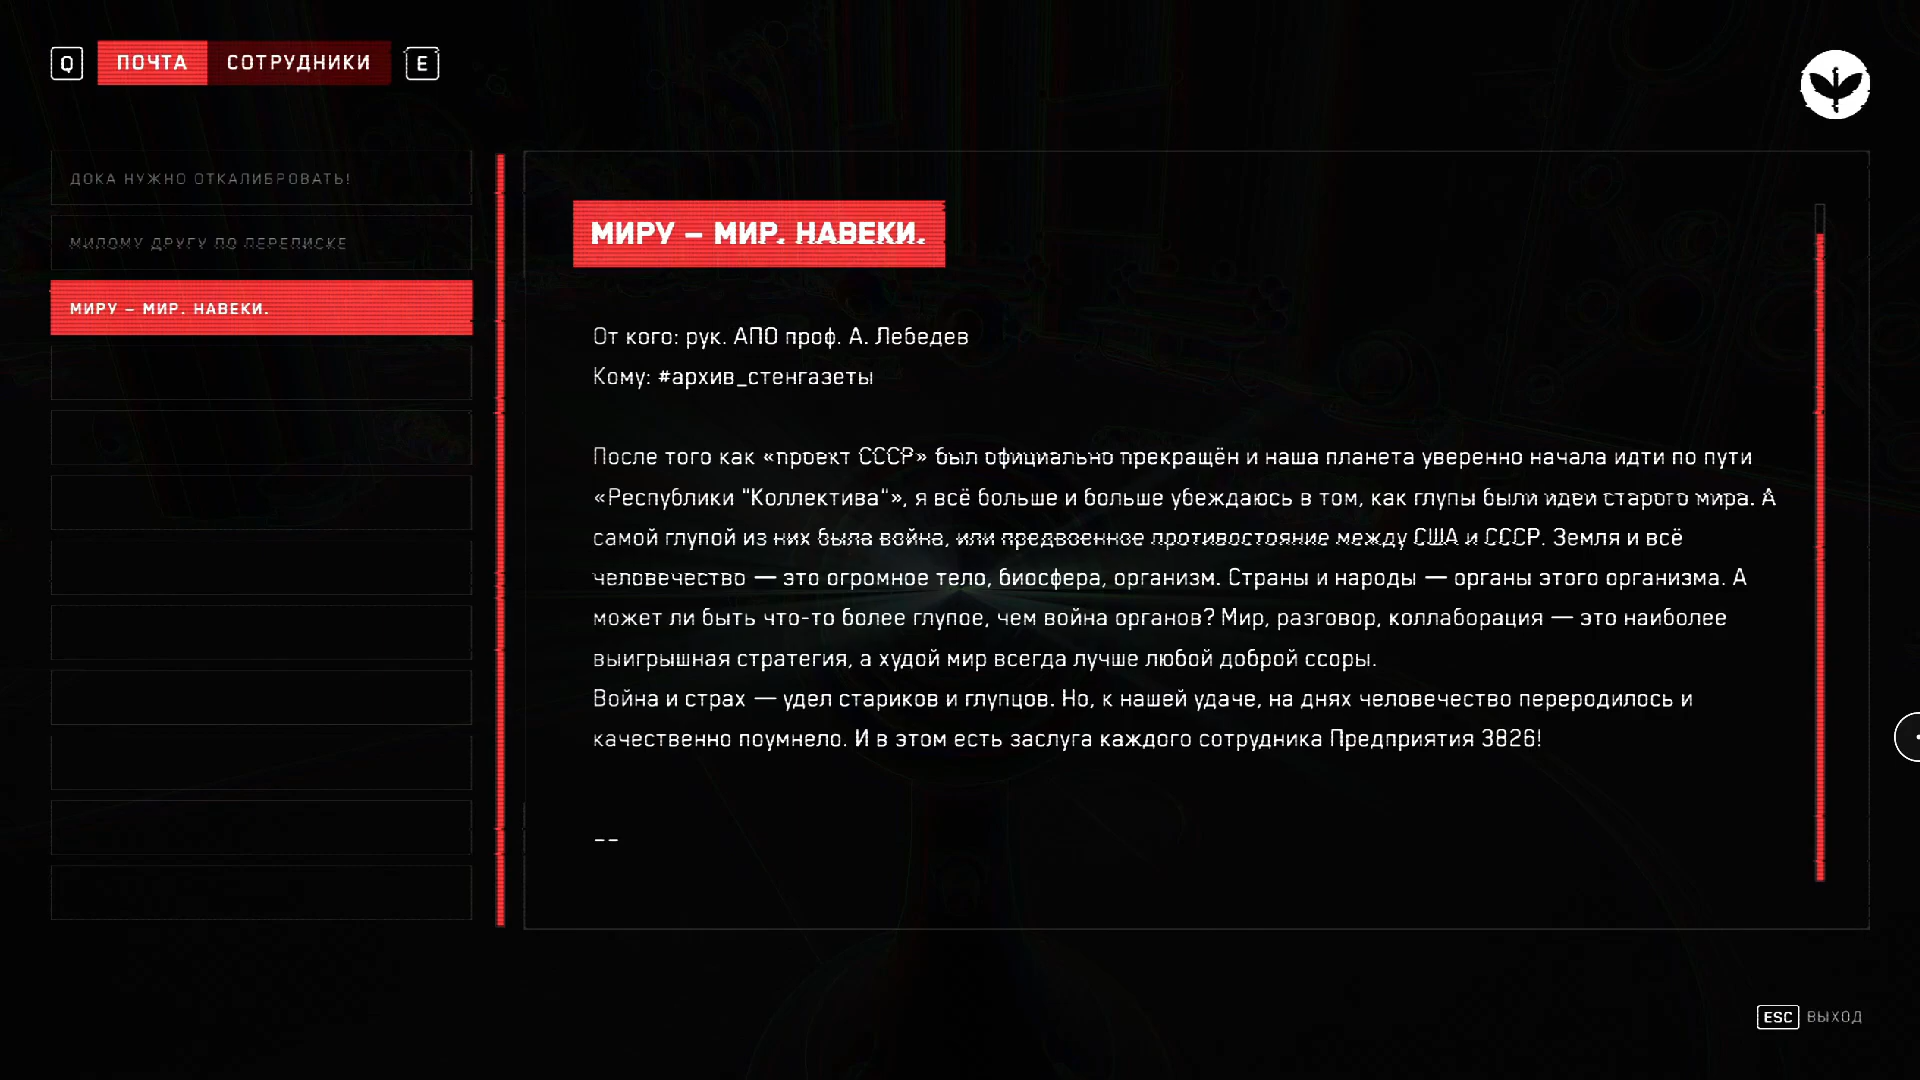 Q ПОЧТА СОТРУДНИКИ E
ДОКА НУЖНО ОТКАЛИБРОВАТЬ!
МИЛОМУ ДРУГУ ПО ПЕРЕПИСКЕ
МИРУ – МИР. НАВЕКИ.
МИРУ – МИР. НАВЕКИ.
От кого: рук. АПО проф. А. Лебедев
Кому: #архив_стенгазеты
После того как «проект СССР» был официально прекращён и наша планета уверенно начала идти по пути
«Республики "Коллектива"», я всё больше и больше убеждаюсь в том, как глупы были идеи старого мира. А
самой глупой из них была война, или предвоенное противостояние между США и СССР. Земля и всё
человечество — это огромное тело, биосфера, организм. Страны и народы — органы этого организма. А
может ли быть что-то более глупое, чем война органов? Мир, разговор, коллаборация — это наиболее
выигрышная стратегия, а худой мир всегда лучше любой доброй ссоры.
Война и страх — удел стариков и глупцов. Но, к нашей удаче, на днях человечество переродилось и
качественно поумнело. И в этом есть заслуга каждого сотрудника Предприятия 3826!
--
ESC ВЫХОД